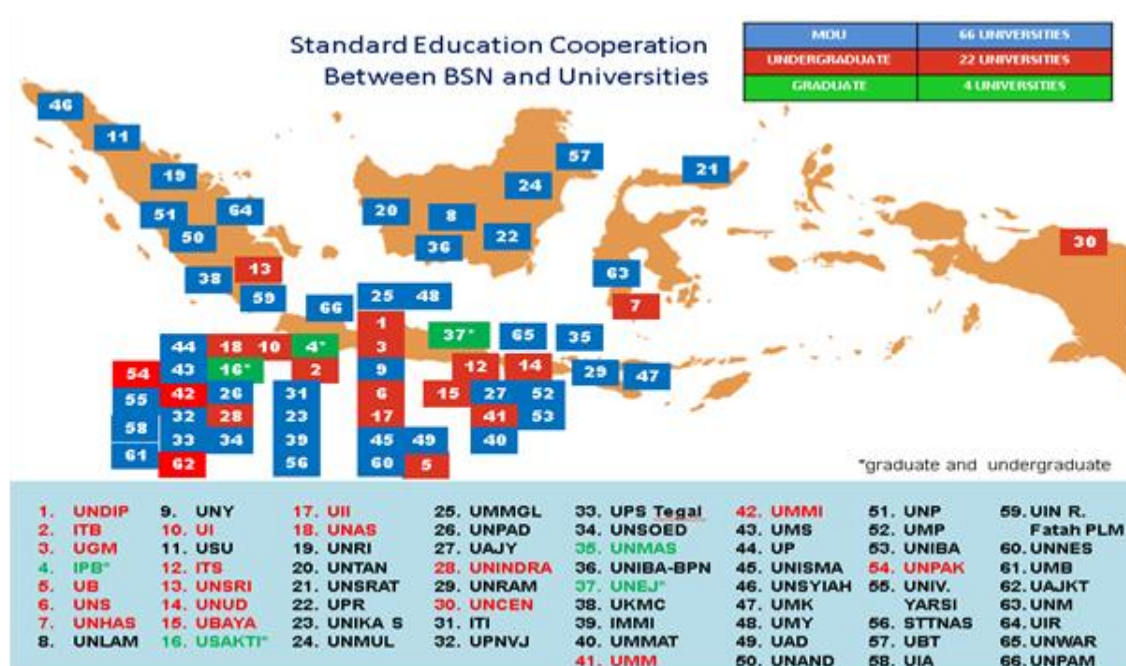 Standard Education Cooperation
Between BSN and Universities
MOU 66 UNIVERSITIES
UNDERGRADUATE 22 UNIVERSITIES
GRADUATE 4 UNIVERSITIES
46
11
57
19
24
21
51
64
20
8
50
22
36
30
13
38
63
59
25 48
66
7
1
37*
65
35
44 18 10 4* 3
54 43 16* 2 9 12 14 29 47
55 42 26 31 6 15 27 52
58 32 28 23 17 41 53
61 33 34 39 45 49 40
62 56 60 5
*graduate and undergraduate
1. UNDIP
2. ITB
3. UGM
4. IPB*
5. UB
6. UNS
7. UNHAS
8. UNLAM
9. UNY
10. UI
11. USU
12. ITS
13. UNSRI
14. UNUD
15. UBAYA
16. USAKTI*
17. UII
18. UNAS
19. UNRI
20. UNTAN
21. UNSRAT
22. UPR
23. UNIKA S
24. UNMUL
25. UMMGL
26. UNPAD
27. UAJY
28. UNINDRA
29. UNRAM
30. UNCEN
31. ITI
32. UPNVJ
33. UPS Tegal
34. UNSOED
35. UNMAS
36. UNIBA-BPN
37. UNEJ*
38. UKMC
39. IMMI
40. UMMAT
41. UMM
42. UMMI
43. UMS
44. UP
45. UNISMA
46. UNSYIAH
47. UMK
48. UMY
49. UAD
50. UNAND
51. UNP
52. UMP
53. UNIBA
54. UNPAK
55. UNIV.
YARSI
56. STTNAS
57. UBT
58. UIA
59. UIN R.
Fatah PLM
60. UNNES
61. UMB
62. UAJKT
63. UNM
64. UIR
65. UNWAR
66. UNPAM